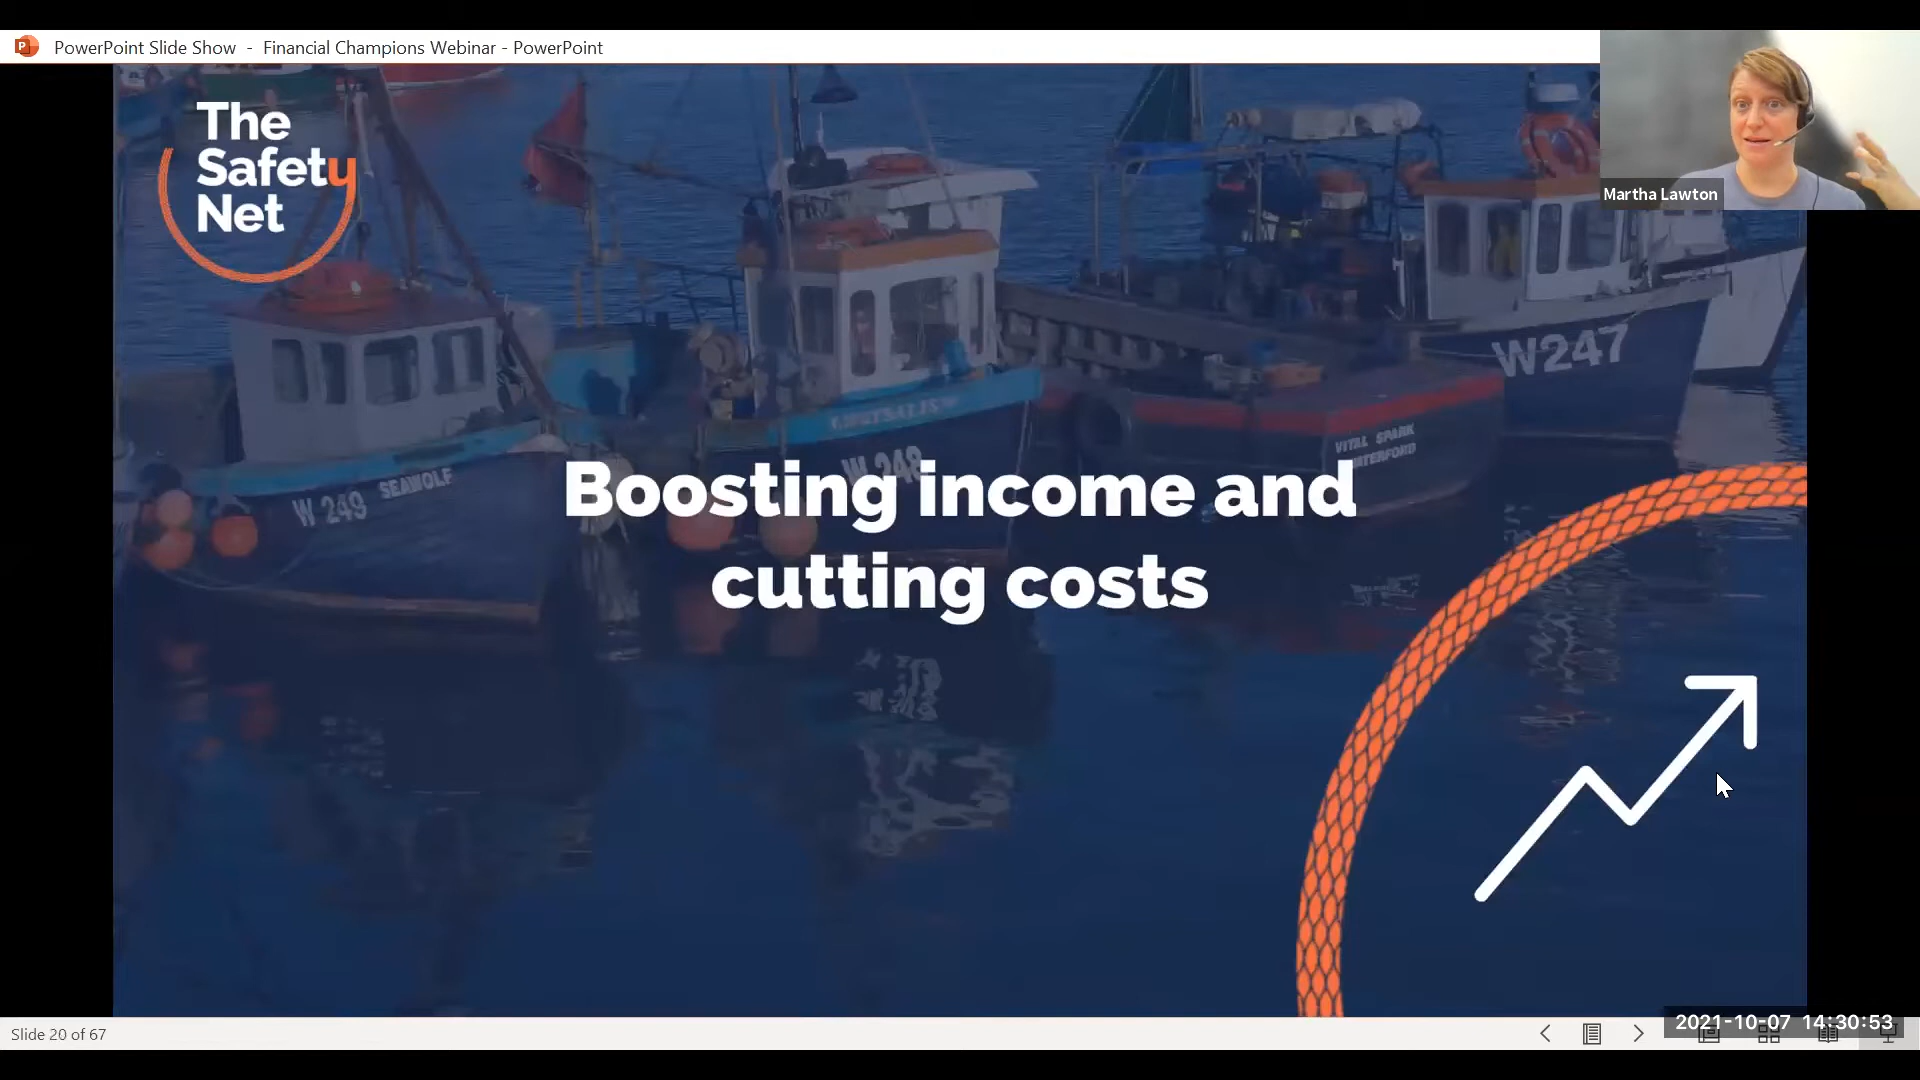 PowerPoint Slide Show - Financial Champions Webinar - PowerPoint
Martha Lawton
The
Safety
Net
W247
VITAL SPARK
W 248
W 249 SEAWOLF
Boosting income and
cutting costs
Slide 20 of 67
2021-10-07 14:30:53